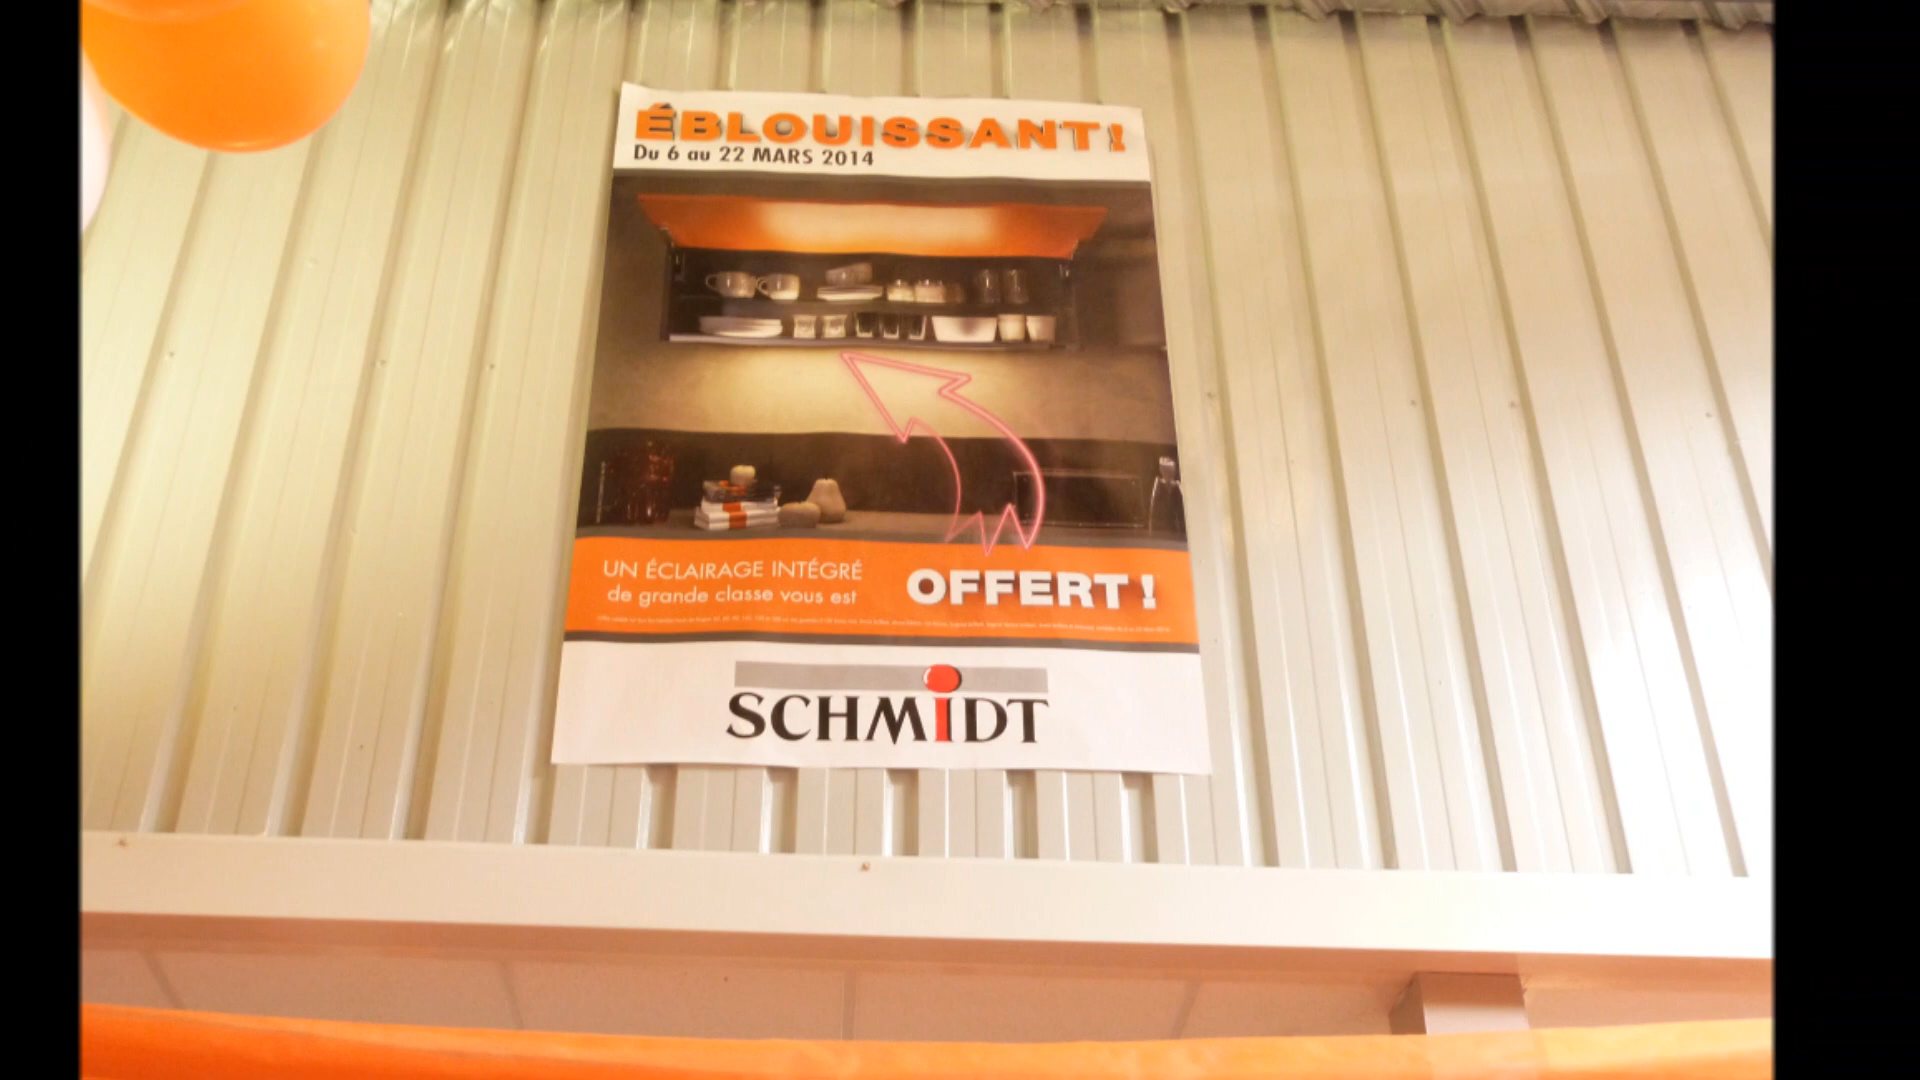 ÉBLOUISSANT!
Du 6 au 22 MARS 2014
UN ÉCLAIRAGE INTÉGRÉ
de grande classe vous est
OFFERT !
SCHMIDT